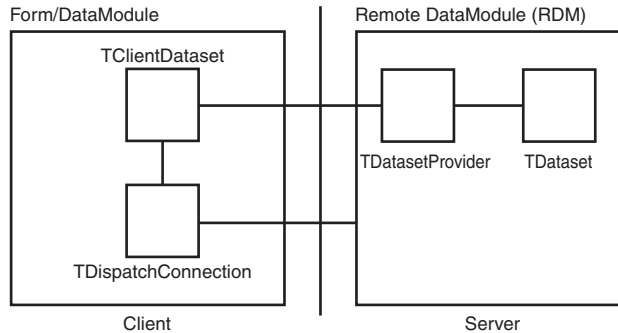 Form/DataModule
Remote DataModule (RDM)
TClientDataset
TDatasetProvider
TDataset
TDispatchConnection
Client
Server